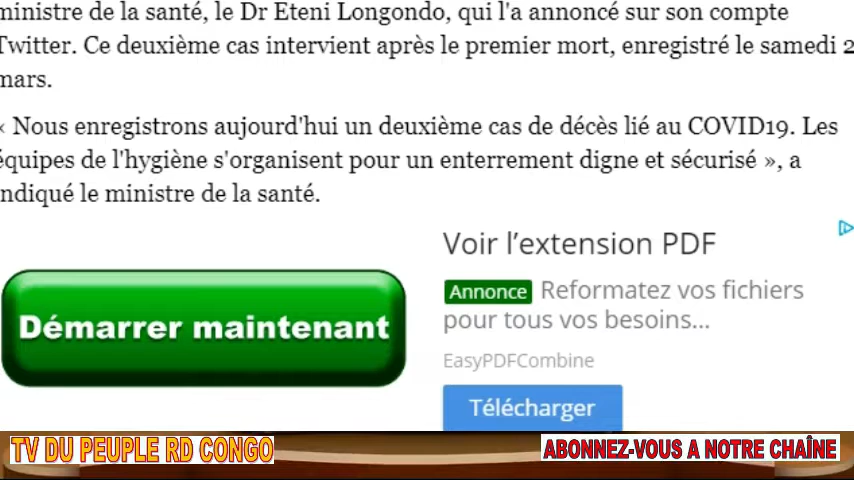 ministre de la santé, le Dr Eteni Longondo, qui l'a annoncé sur son compte
Twitter. Ce deuxième cas intervient après le premier mort, enregistré le samedi 2
mars.
« Nous enregistrons aujourd'hui un deuxième cas de décès lié au COVID19. Les
équipes de l'hygiène s'organisent pour un enterrement digne et sécurisé », a
indiqué le ministre de la santé.
Démarrer maintenant
Voir l'extension PDF
Annonce Reformatez vos fichiers
pour tous vos besoins...
EasyPDFCombine
Télécharger
TV DU PEUPLE RD CONGO
ABONNEZ-VOUS A NOTRE CHAÎNE